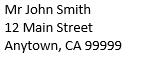 Mr John Smith
12 Main Street
Anytown, CA 99999